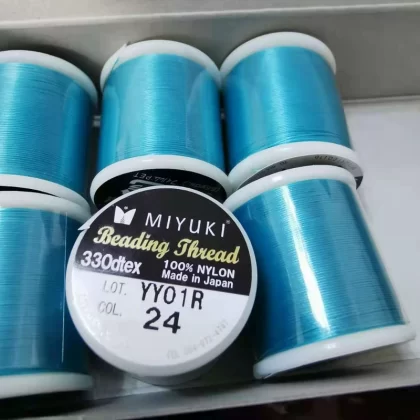 MIYUKI
Beading Thread
330dtex
100% NYLON
Made in Japan
LOT. YY01R
COL. 24